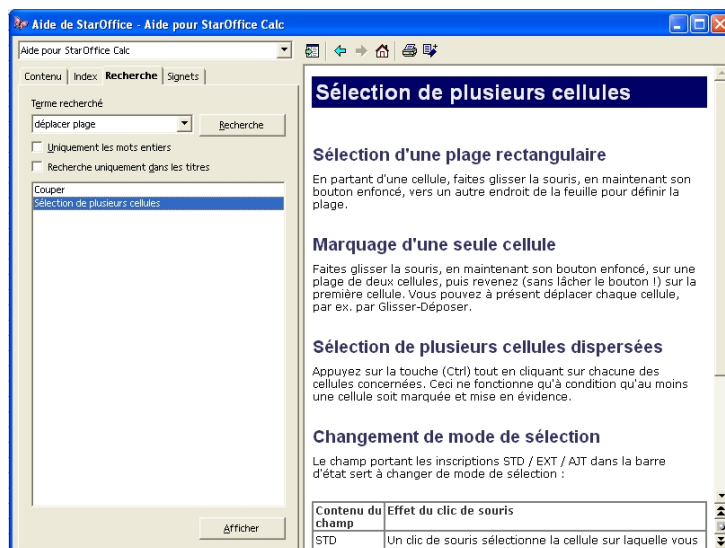 Aide de StarOffice - Aide pour StarOffice Calc
Aide pour StarOffice Calc
Contenu Index Recherche Signets
Terme recherché
déplacer plage Recherche
Uniquement les mots entiers
Recherche uniquement dans les titres
Couper
Sélection de plusieurs cellules
Afficher
Sélection de plusieurs cellules
Sélection d'une plage rectangulaire
En partant d'une cellule, faites glisser la souris, en maintenant son
bouton enfoncé, vers un autre endroit de la feuille pour définir la
plage.
Marquage d'une seule cellule
Faites glisser la souris, en maintenant son bouton enfoncé, sur une
plage de deux cellules, puis revenez (sans lâcher le bouton !) sur la
première cellule. Vous pouvez à présent déplacer chaque cellule,
par ex. par Glisser-Déposer.
Sélection de plusieurs cellules dispersées
Appuyez sur la touche (Ctrl) tout en cliquant sur chacune des
cellules concernées. Ceci ne fonctionne qu'à condition qu'au moins
une cellule soit marquée et mise en évidence.
Changement de mode de sélection
Le champ portant les inscriptions STD / EXT / AJT dans la barre
d'état sert à changer de mode de sélection :
Contenu du champ Effet du clic de souris
STD Un clic de souris sélectionne la cellule sur laquelle vous